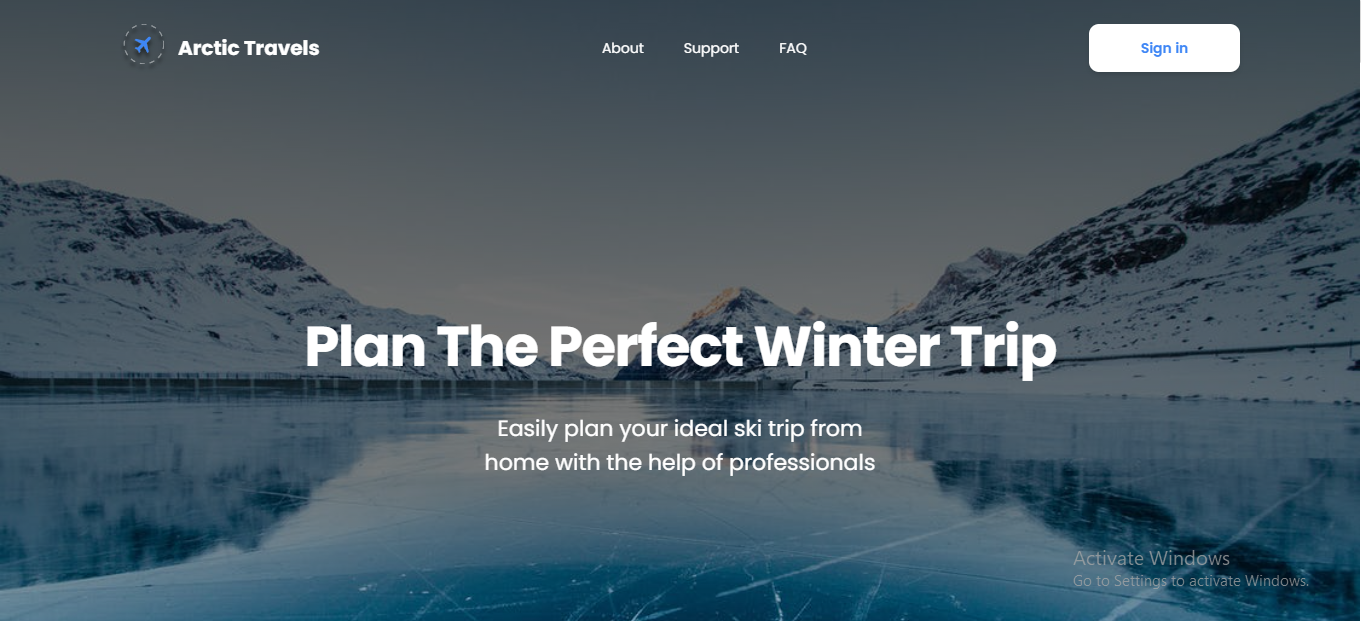 Arctic Travels
About
Support
FAQ
Sign in
Plan The Perfect Winter Trip
Easily plan your ideal ski trip from
home with the help of professionals
Activate Windows
Go to Settings to activate Windows.